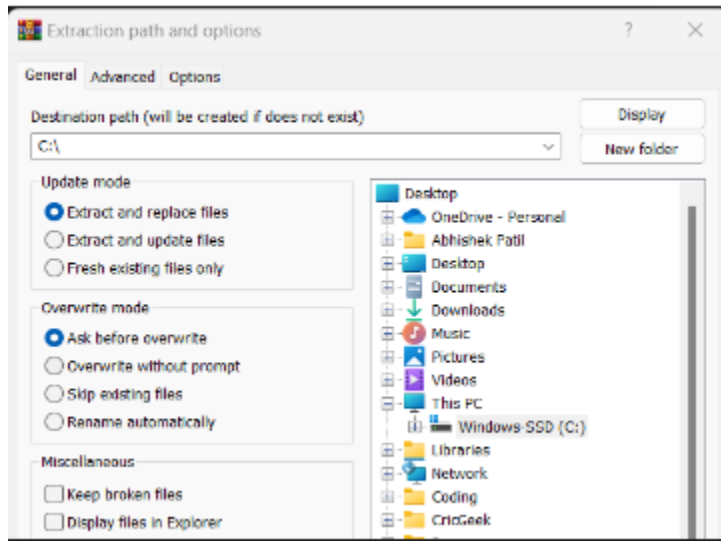 Extraction path and options
?
General Advanced Options
Destination path (will be created if does not exist)
Display
C:\
New folder
Update mode
Extract and replace files
Extract and update files
Fresh existing files only
Overwrite mode
Ask before overwrite
Overwrite without prompt
Skip existing files
Rename automatically
Miscellaneous
Keep broken files
Display files in Explorer
Desktop
OneDrive - Personal
Abhishek Patil
Desktop
Documents
Downloads
Music
Pictures
Videos
This PC
Windows-SSD (C:)
Libraries
Network
Coding
CricGeek